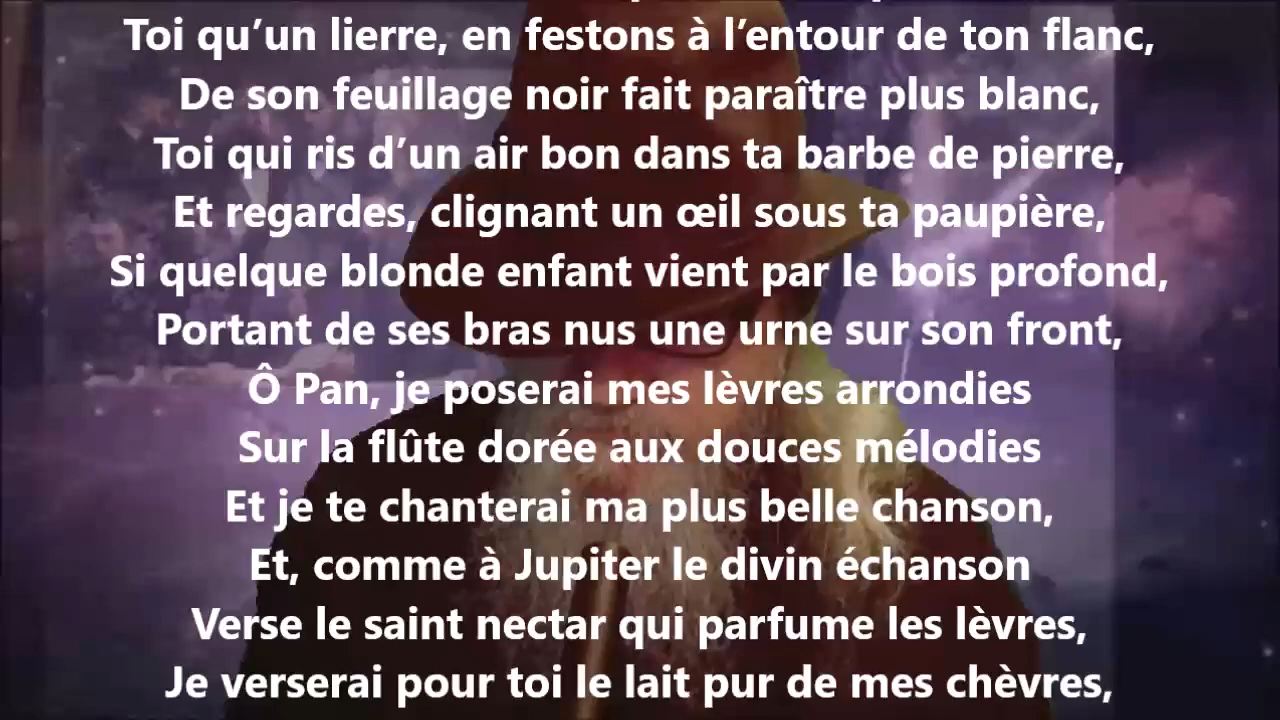 Toi qu’un lierre, en festons à l’entour de ton flanc,
De son feuillage noir fait paraître plus blanc,
Toi qui ris d’un air bon dans ta barbe de pierre,
Et regardes, clignant un œil sous ta paupière,
Si quelque blonde enfant vient par le bois profond,
Portant de ses bras nus une urne sur son front,
Ô Pan, je poserai mes lèvres arrondies
Sur la flûte dorée aux douces mélodies
Et je te chanterai ma plus belle chanson,
Et, comme à Jupiter le divin échanson
Verse le saint nectar qui parfume les lèvres,
Je verserai pour toi le lait pur de mes chèvres,